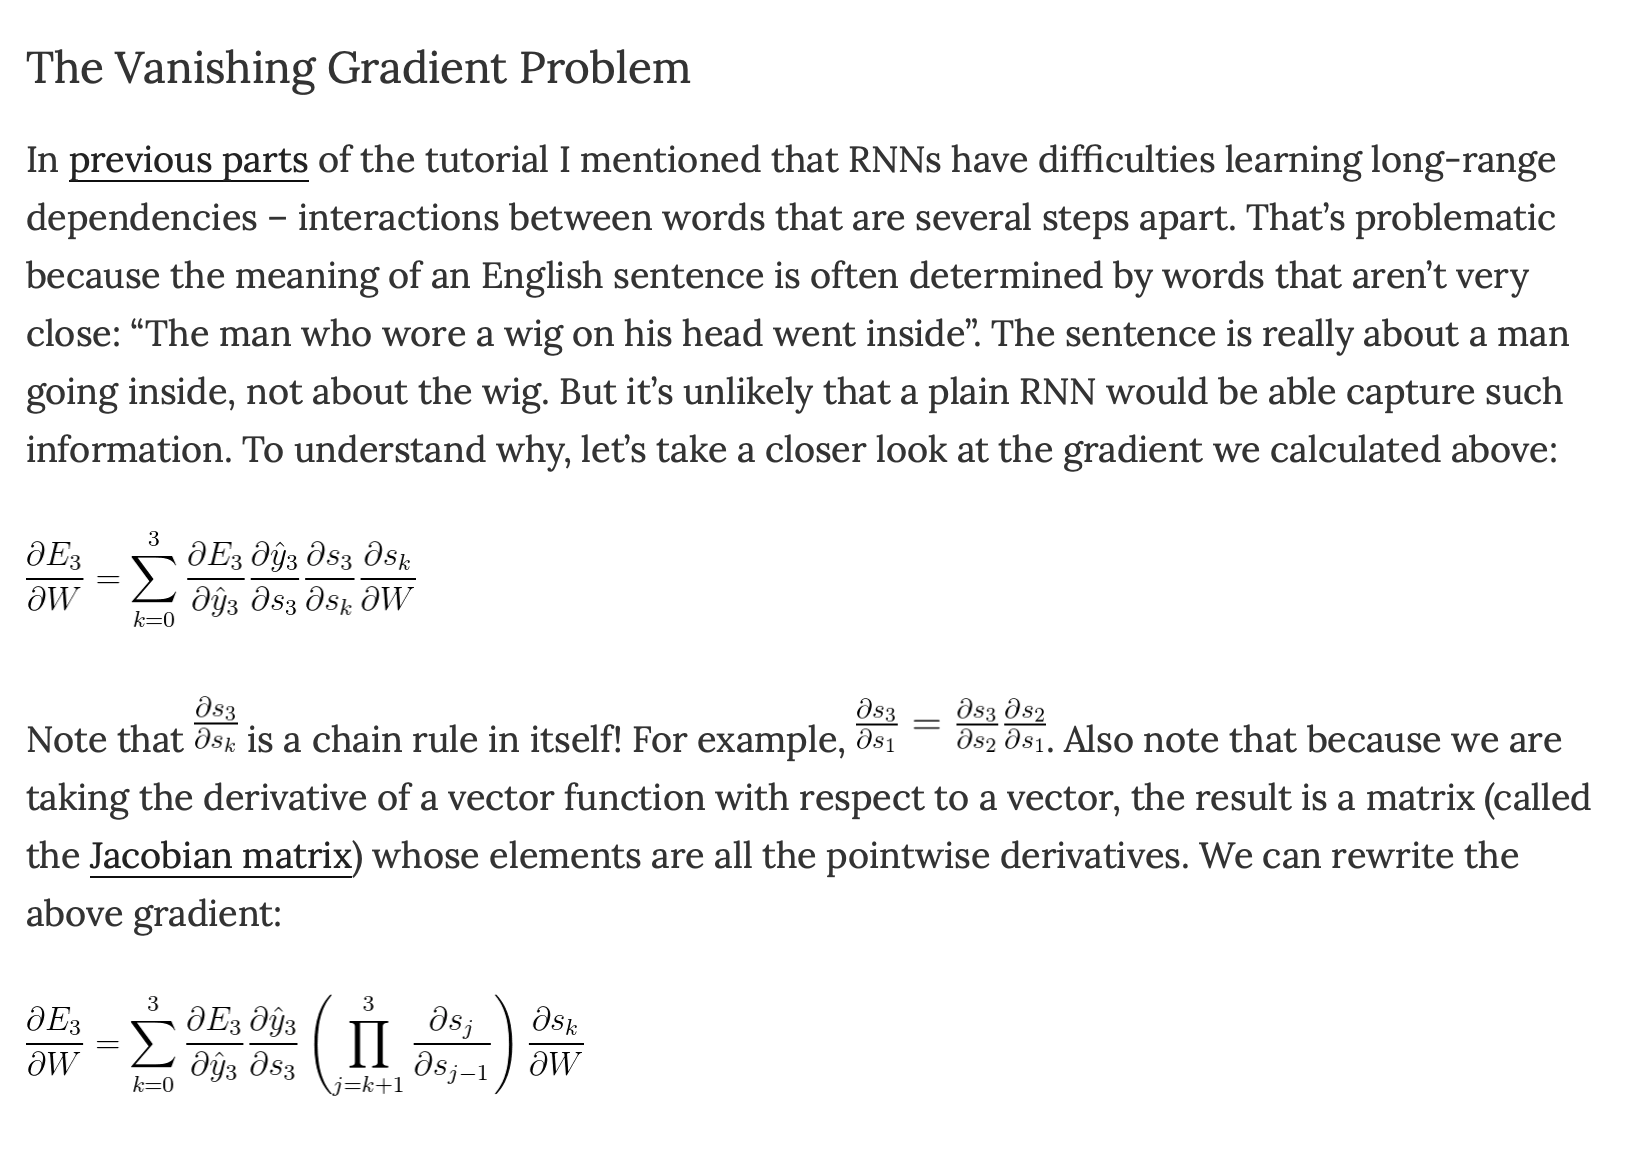 The Vanishing Gradient Problem
In previous parts of the tutorial I mentioned that RNNs have difficulties learning long-range
dependencies – interactions between words that are several steps apart. That’s problematic
because the meaning of an English sentence is often determined by words that aren’t very
close: “The man who wore a wig on his head went inside”. The sentence is really about a man
going inside, not about the wig. But it’s unlikely that a plain RNN would be able capture such
information. To understand why, let’s take a closer look at the gradient we calculated above:
\frac{\partial E_3}{\partial W} = \sum_{k=0}^{3} \frac{\partial E_3}{\partial \hat{y}_3} \frac{\partial \hat{y}_3}{\partial s_3} \frac{\partial s_3}{\partial s_k} \frac{\partial s_k}{\partial W}
Note that \frac{\partial s_3}{\partial s_k} is a chain rule in itself! For example, \frac{\partial s_3}{\partial s_1} = \frac{\partial s_3}{\partial s_2} \frac{\partial s_2}{\partial s_1}. Also note that because we are
taking the derivative of a vector function with respect to a vector, the result is a matrix (called
the Jacobian matrix) whose elements are all the pointwise derivatives. We can rewrite the
above gradient:
\frac{\partial E_3}{\partial W} = \sum_{k=0}^{3} \frac{\partial E_3}{\partial \hat{y}_3} \frac{\partial \hat{y}_3}{\partial s_3} \left( \prod_{j=k+1}^{3} \frac{\partial s_j}{\partial s_{j-1}} \right) \frac{\partial s_k}{\partial W}